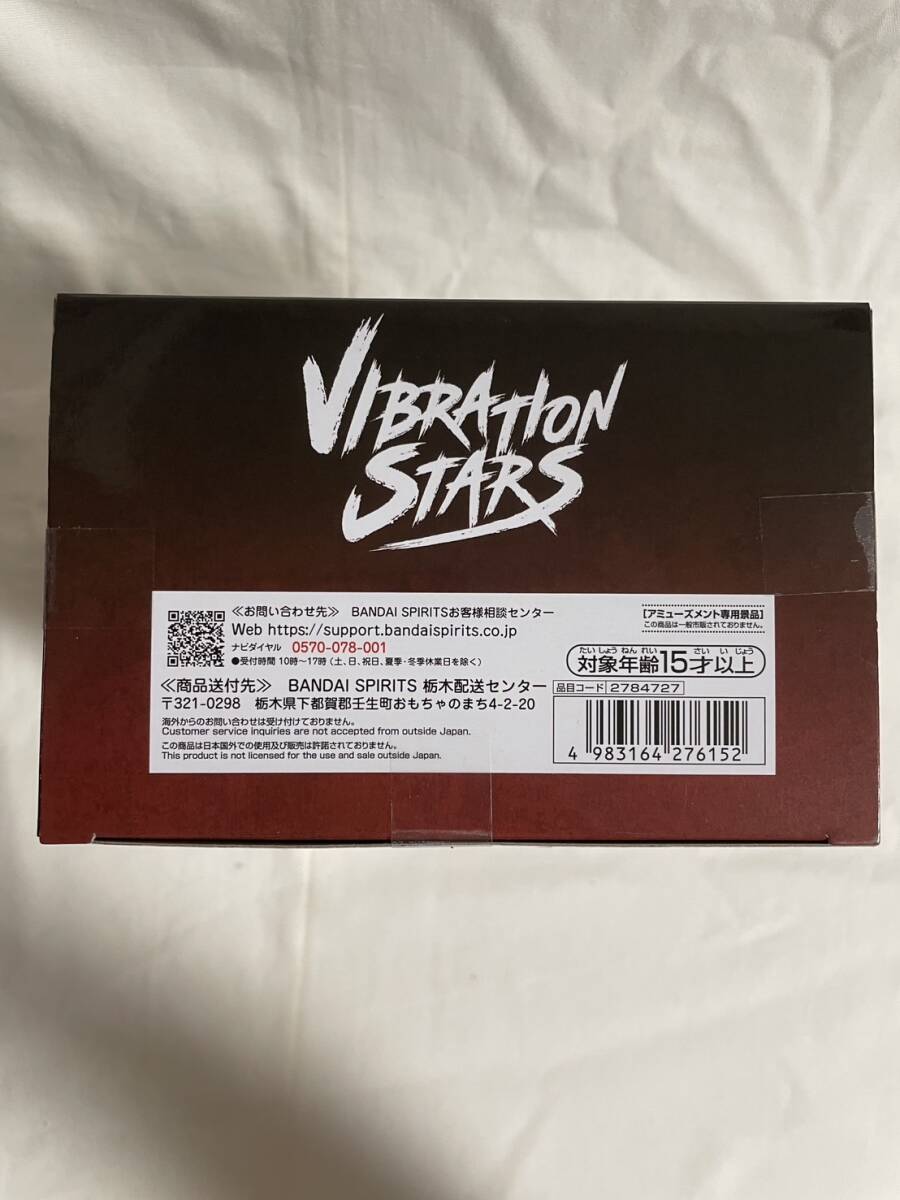 VIBRATION
STARS
≪お問い合わせ先≫ BANDAI SPIRITSお客様相談センター
Web https://support.bandaispirits.co.jp
ナビダイヤル 0570-078-001
●受付時間 10時〜17時(土、日、祝日、夏季・冬季休業日を除く)
≪商品送付先≫ BANDAI SPIRITS 栃木配送センター
〒321-0298 栃木県下都賀郡壬生町おもちゃのまち4-2-20
海外からのお問い合わせは受け付けておりません。
Customer service inquiries are not accepted from outside Japan.
この商品は日本国外での使用及び販売は許諾されておりません。
This product is not licensed for the use and sale outside Japan.
[アミューズメント専用景品]
この商品は一般市販されておりません。
たいしょうねんれい さい いじょう
対象年齢15才以上
品目コード 2784727
4 983164 276152